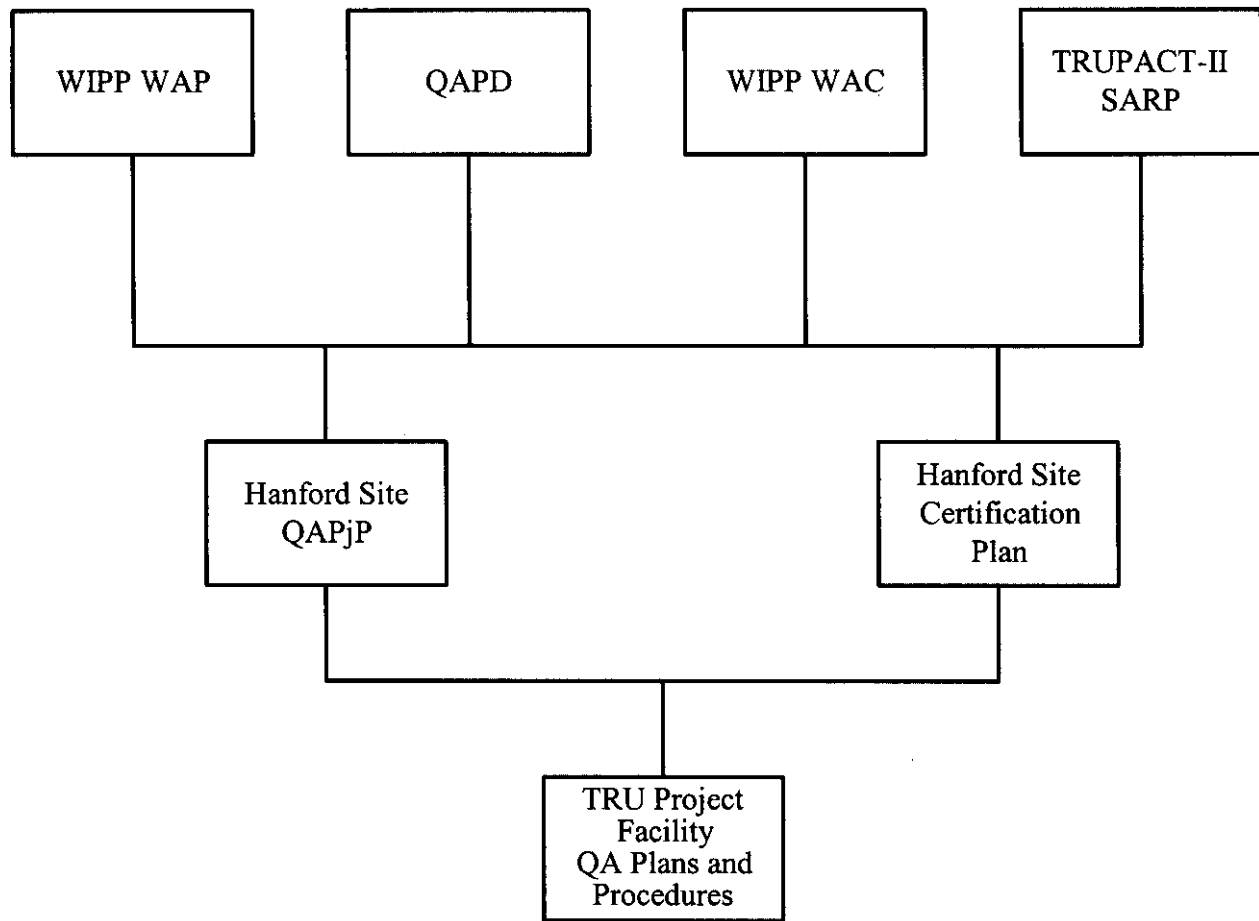 WIPP WAP
QAPD
WIPP WAC
TRUPACT-II
SARP
Hanford Site
QAPjP
Hanford Site
Certification
Plan
TRU Project
Facility
QA Plans and
Procedures